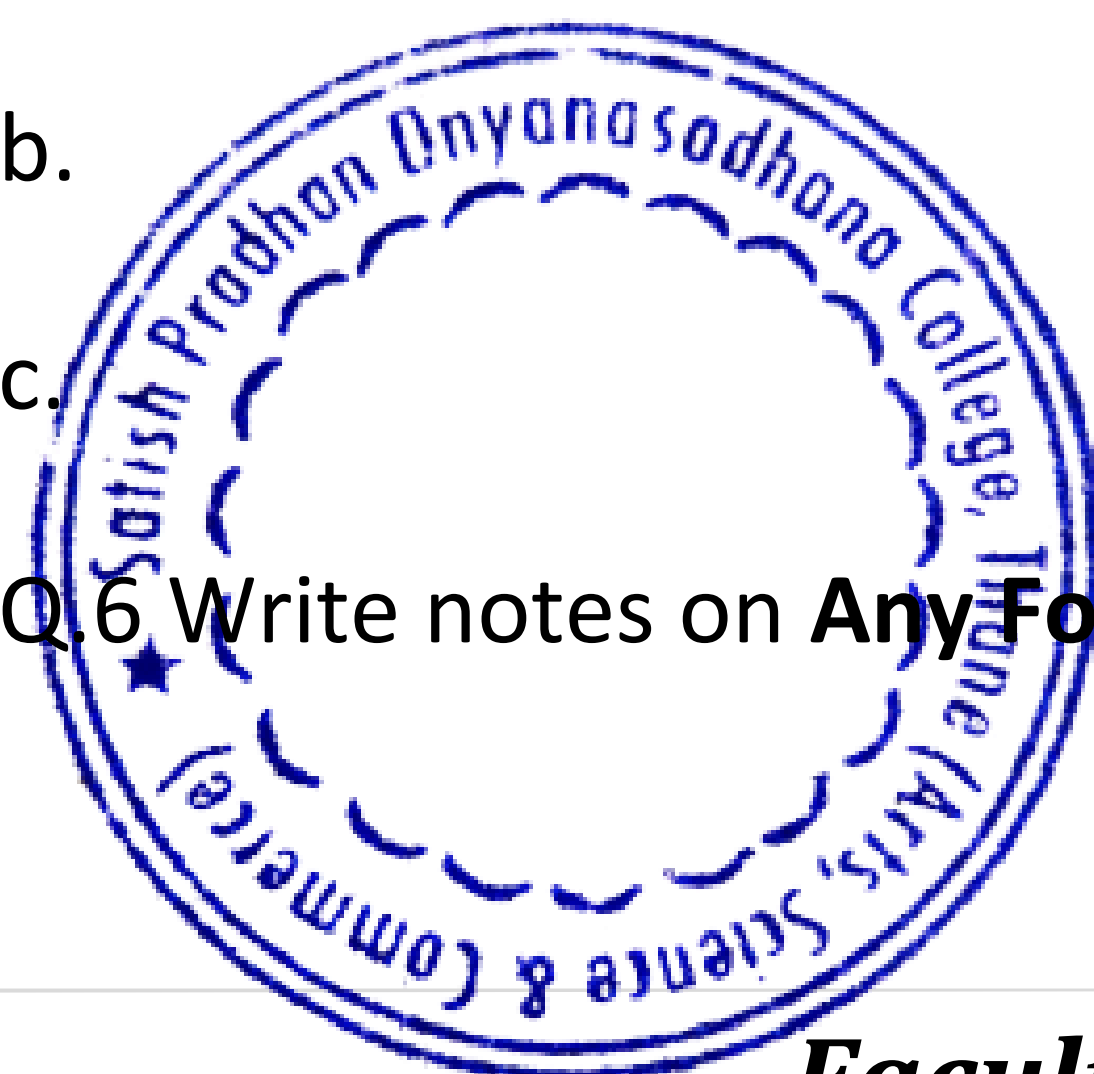 b.
c.
Q.6 Write notes on Any Fo
Satish Pradhan Dnyanasadhana College, Thane (Arts, Science & Commerce)